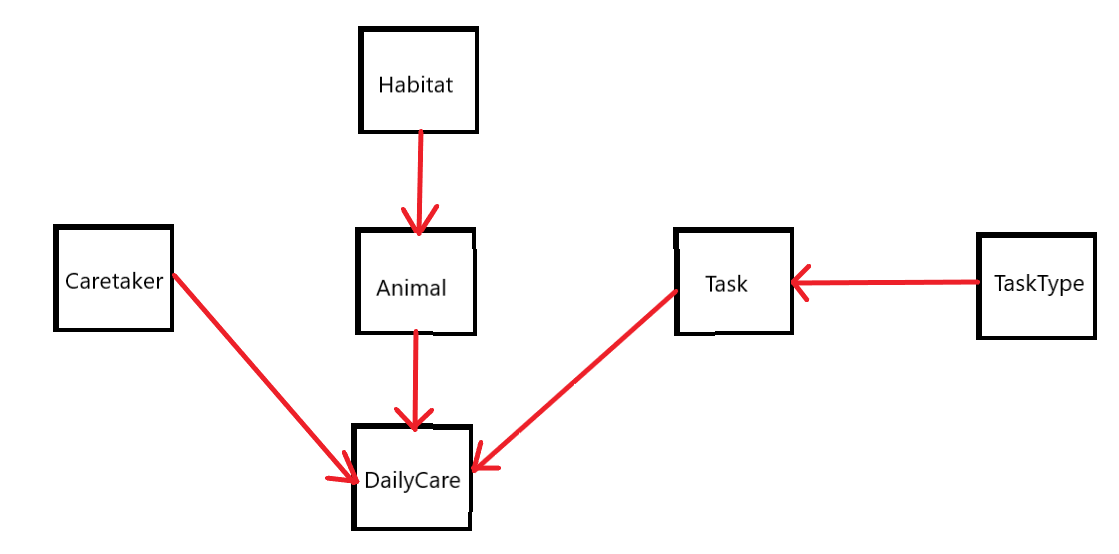 Habitat
Caretaker
Animal
Task
TaskType
DailyCare